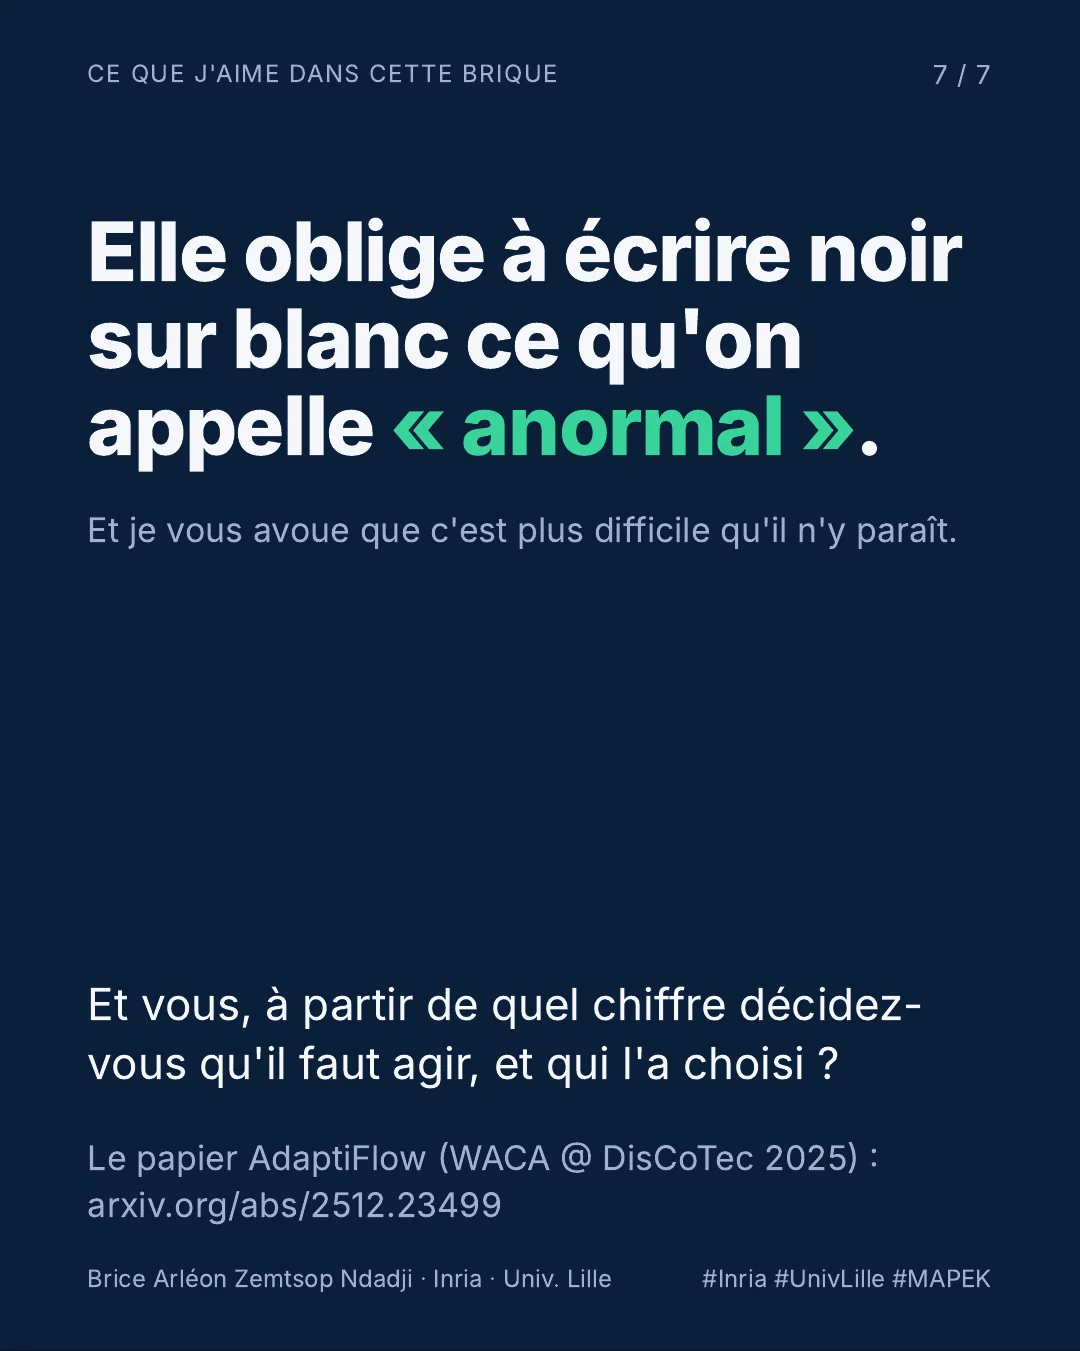 CE QUE J'AIME DANS CETTE BRIQUE
7 / 7
Elle oblige à écrire noir
sur blanc ce qu'on
appelle « anormal ».
Et je vous avoue que c'est plus difficile qu'il n'y paraît.
Et vous, à partir de quel chiffre décidez-
vous qu'il faut agir, et qui l'a choisi ?
Le papier AdaptiFlow (WACA @ DisCoTec 2025) :
arxiv.org/abs/2512.23499
Brice Arléon Zemtsop Ndadji · Inria · Univ. Lille
#Inria #UnivLille #MAPEK